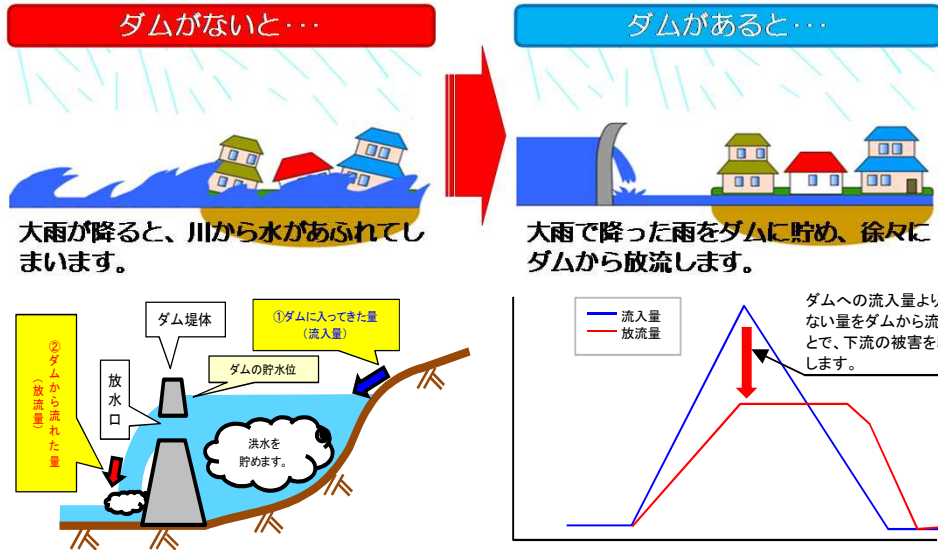 ダムがないと・・・
ダムがあると・・・
大雨が降ると、川から水があふれてし
まいます。
大雨で降った雨をダムに貯め、徐々に
ダムから放流します。
②ダムから流れた量
（放流量）
放水口
ダム堤体
①ダムに入ってきた量
（流入量）
ダムの貯水位
洪水を
貯めます。
流入量
放流量
ダムへの流入量より
ない量をダムから流
とで、下流の被害を
します。